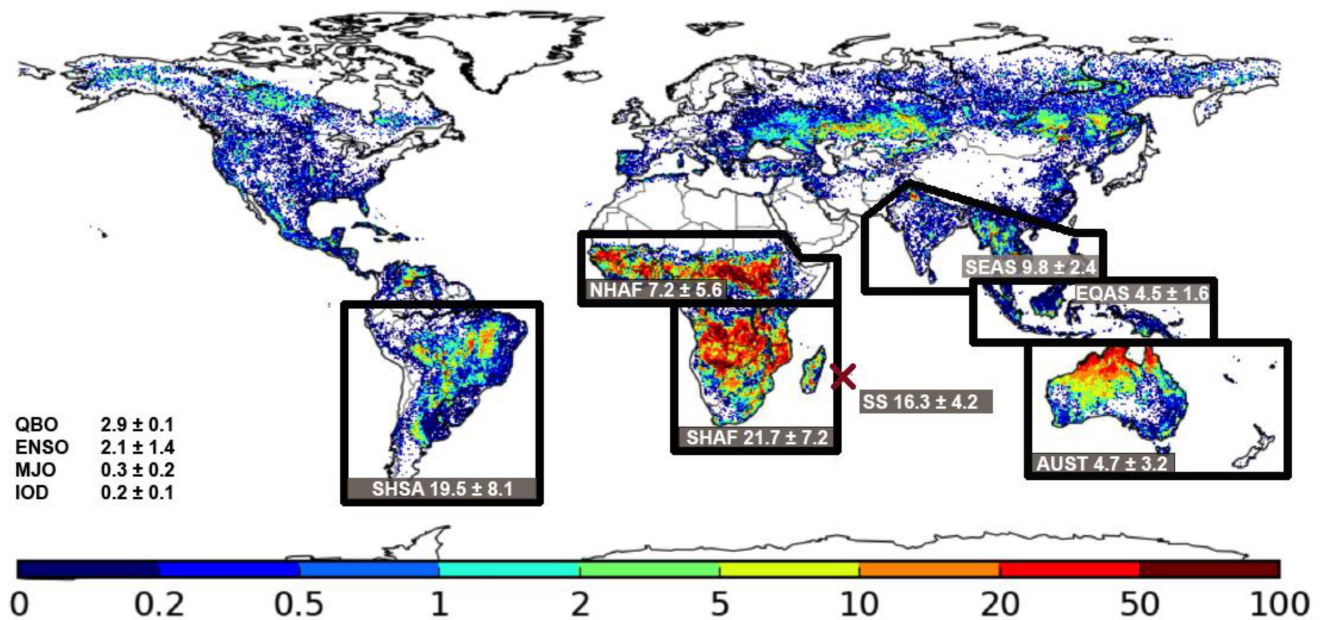 SEAS 9.8 ± 2.4
NHAF 7.2 ± 5.6
EQAS 4.5 ± 1.6
SS 16.3 ± 4.2
QBO 2.9 ± 0.1
ENSO 2.1 ± 1.4
MJO 0.3 ± 0.2
IOD 0.2 ± 0.1
SHAF 21.7 ± 7.2
AUST 4.7 ± 3.2
SHSA 19.5 ± 8.1
0 0.2 0.5 1 2 5 10 20 50 100